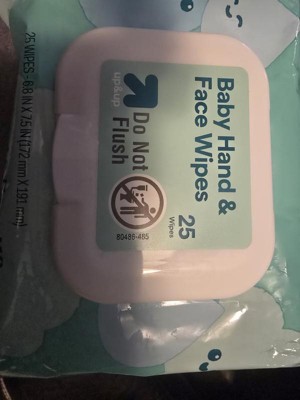 Baby Hand &
Face Wipes
25
Wipes
up&up
Do Not
Flush
80486-485
25 WIPES - 6.8 IN X 7.5 IN (172 mm X 191 mm)